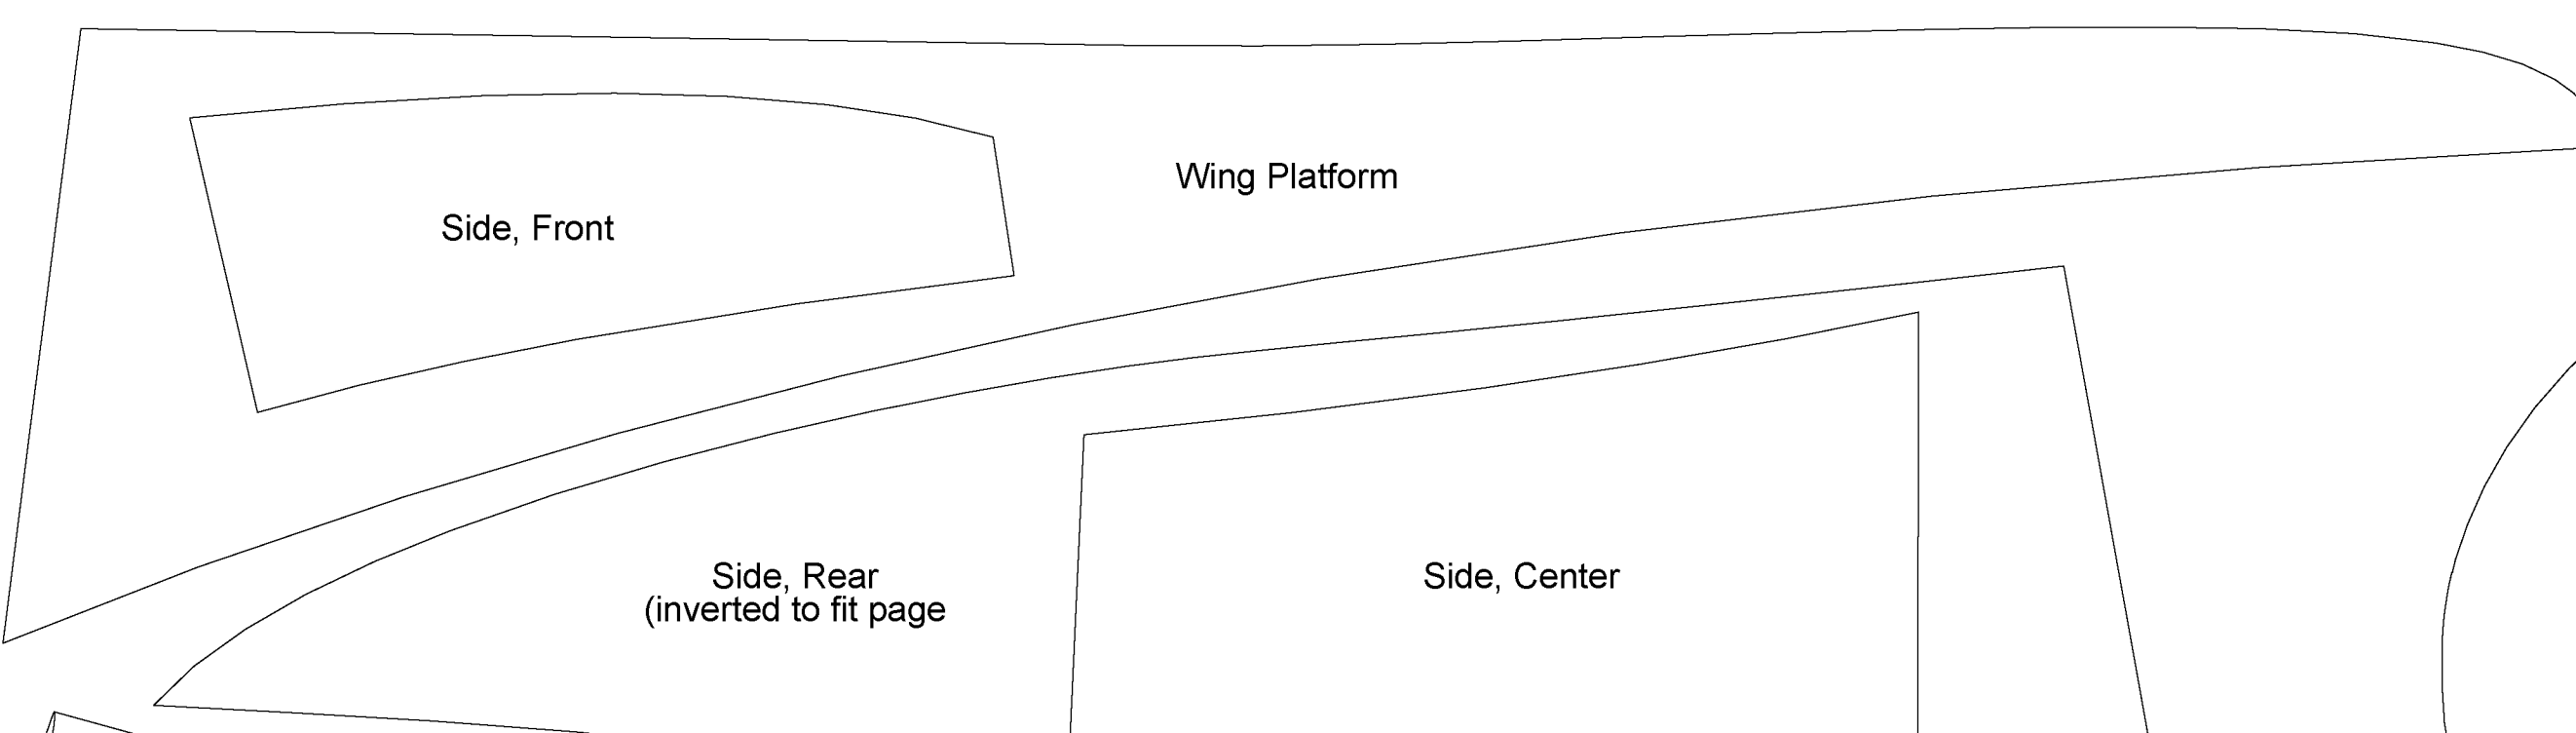 Wing Platform
Side, Front
Side, Rear
(inverted to fit page
Side, Center